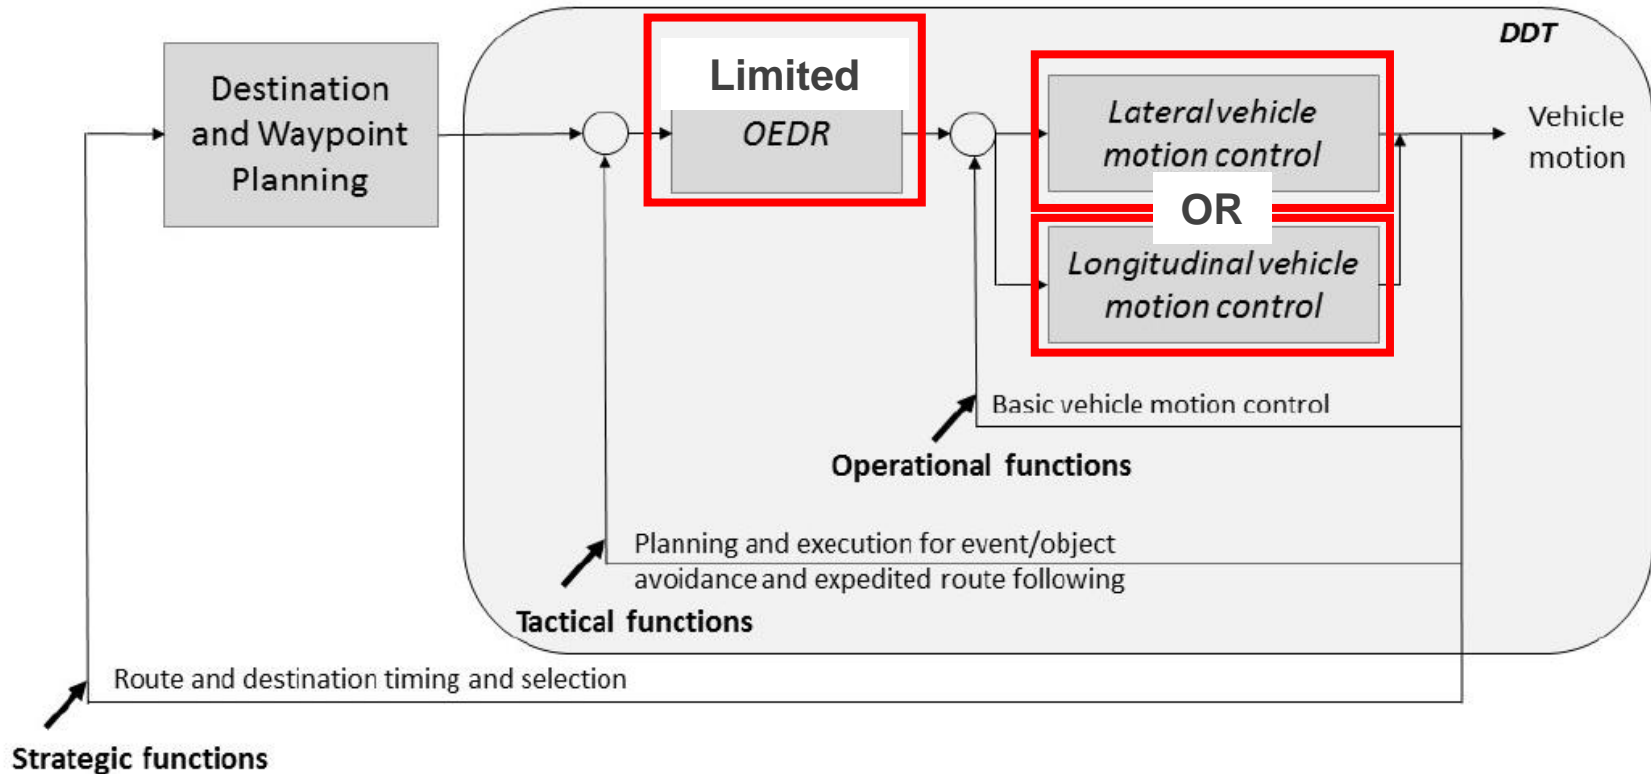 DDT
Destination
and Waypoint
Planning
Limited
OEDR
Lateral vehicle
motion control
OR
Longitudinal vehicle
motion control
Vehicle
motion
Basic vehicle motion control
Operational functions
Planning and execution for event/object
avoidance and expedited route following
Tactical functions
Route and destination timing and selection
Strategic functions